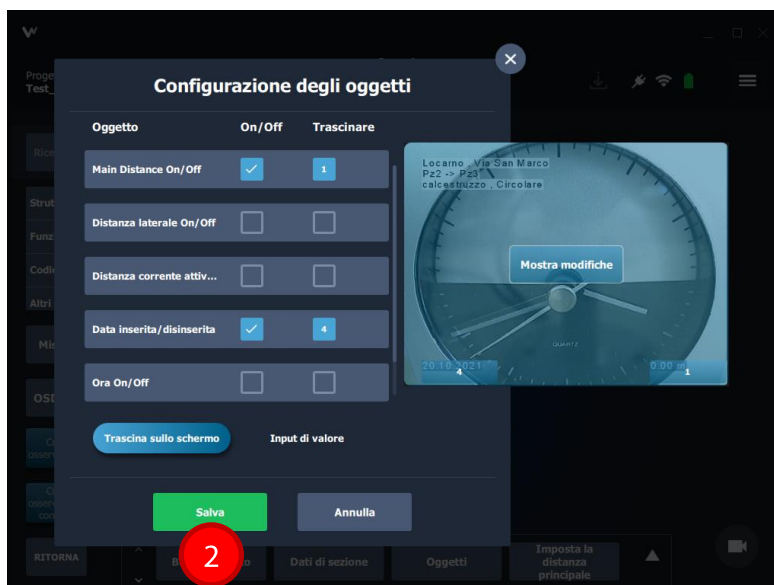 Proge
Test_
Configurazione degli oggetti
Oggetto On/Off Trascinare
Main Distance On/Off 1
Distanza laterale On/Off
Distanza corrente attiv...
Data inserita/disinserita 4
Ora On/Off
Trascina sullo schermo Input di valore
Salva Annulla
2
Locarno , Via San Marco
Pz2 -> Pz3
calcestruzzo , Circolare
Mostra modifiche
QUARTZ
20.10.2021 0.00 m
4 1
Rice
Strut
Funz
Codic
Altri
Mis
OSD
RITORNA
Dati di sezione
Oggetti
Imposta la
distanza
principale